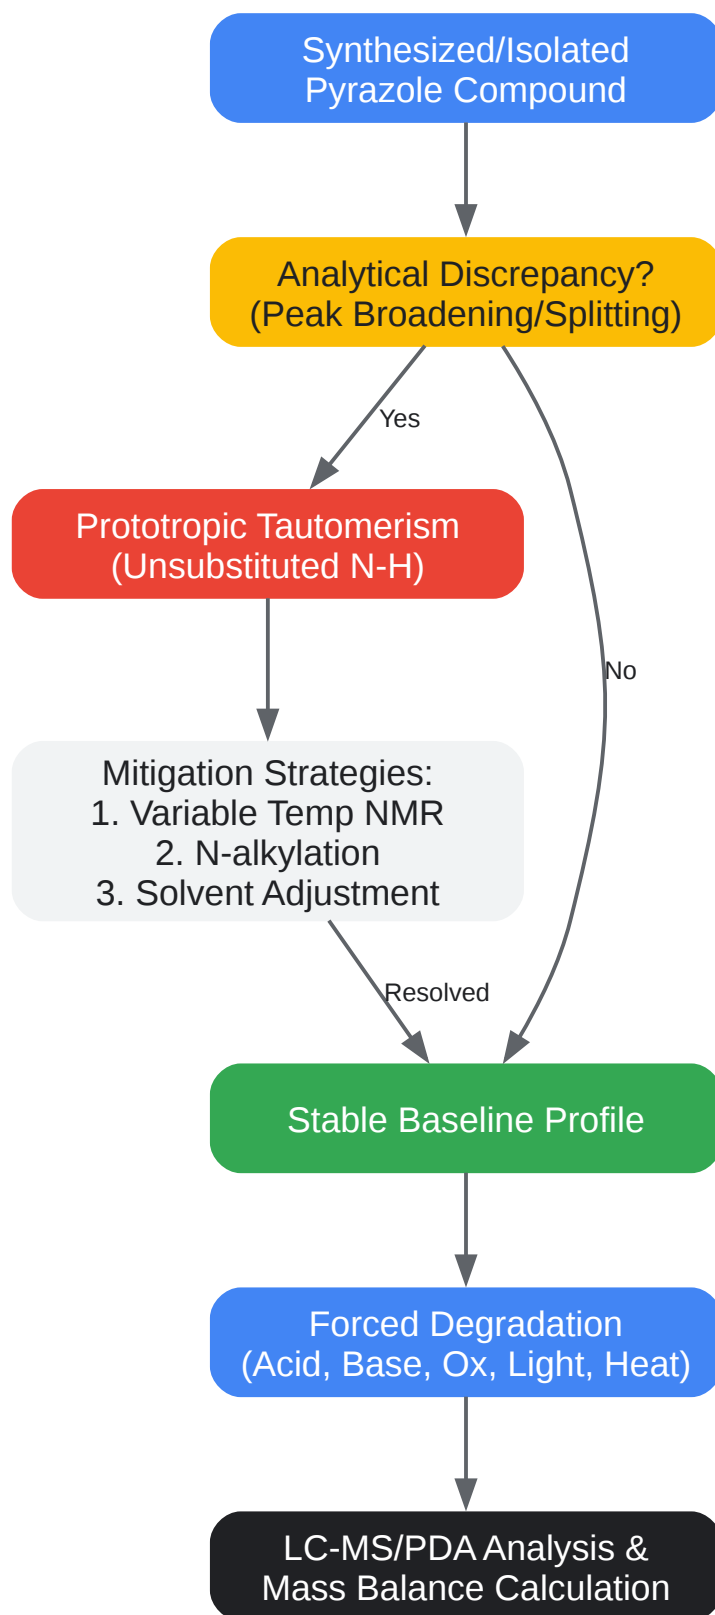 Synthesized/Isolated
Pyrazole Compound
Analytical Discrepancy?
(Peak Broadening/Splitting)
Yes
Prototropic Tautomerism
(Unsubstituted N-H)
No
Mitigation Strategies:
1. Variable Temp NMR
2. N-alkylation
3. Solvent Adjustment
Resolved
Stable Baseline Profile
Forced Degradation
(Acid, Base, Ox, Light, Heat)
LC-MS/PDA Analysis &
Mass Balance Calculation